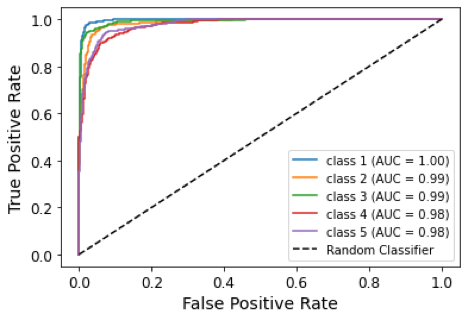 1.0
0.8
0.6
0.4
0.2
0.0
True Positive Rate
class 1 (AUC = 1.00)
class 2 (AUC = 0.99)
class 3 (AUC = 0.99)
class 4 (AUC = 0.98)
class 5 (AUC = 0.98)
Random Classifier
0.0 0.2 0.4 0.6 0.8 1.0
False Positive Rate